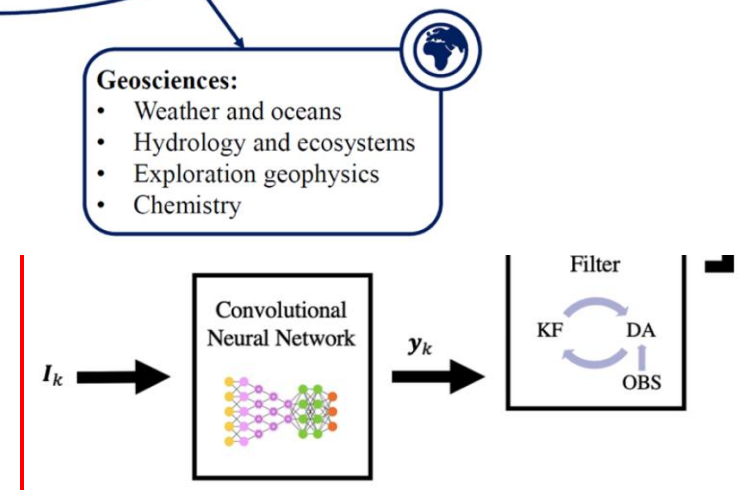 Geosciences:
• Weather and oceans
• Hydrology and ecosystems
• Exploration geophysics
• Chemistry
Filter
Convolutional
Neural Network
KF
DA
OBS
I_k
y_k